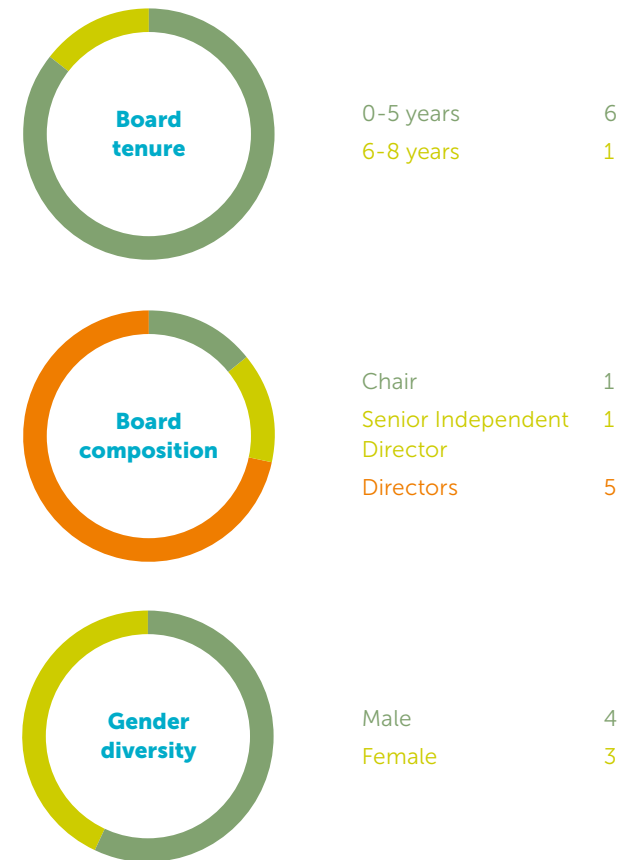 Board
tenure
0-5 years 6
6-8 years 1
Board
composition
Chair 1
Senior Independent 1
Director
Directors 5
Gender
diversity
Male 4
Female 3